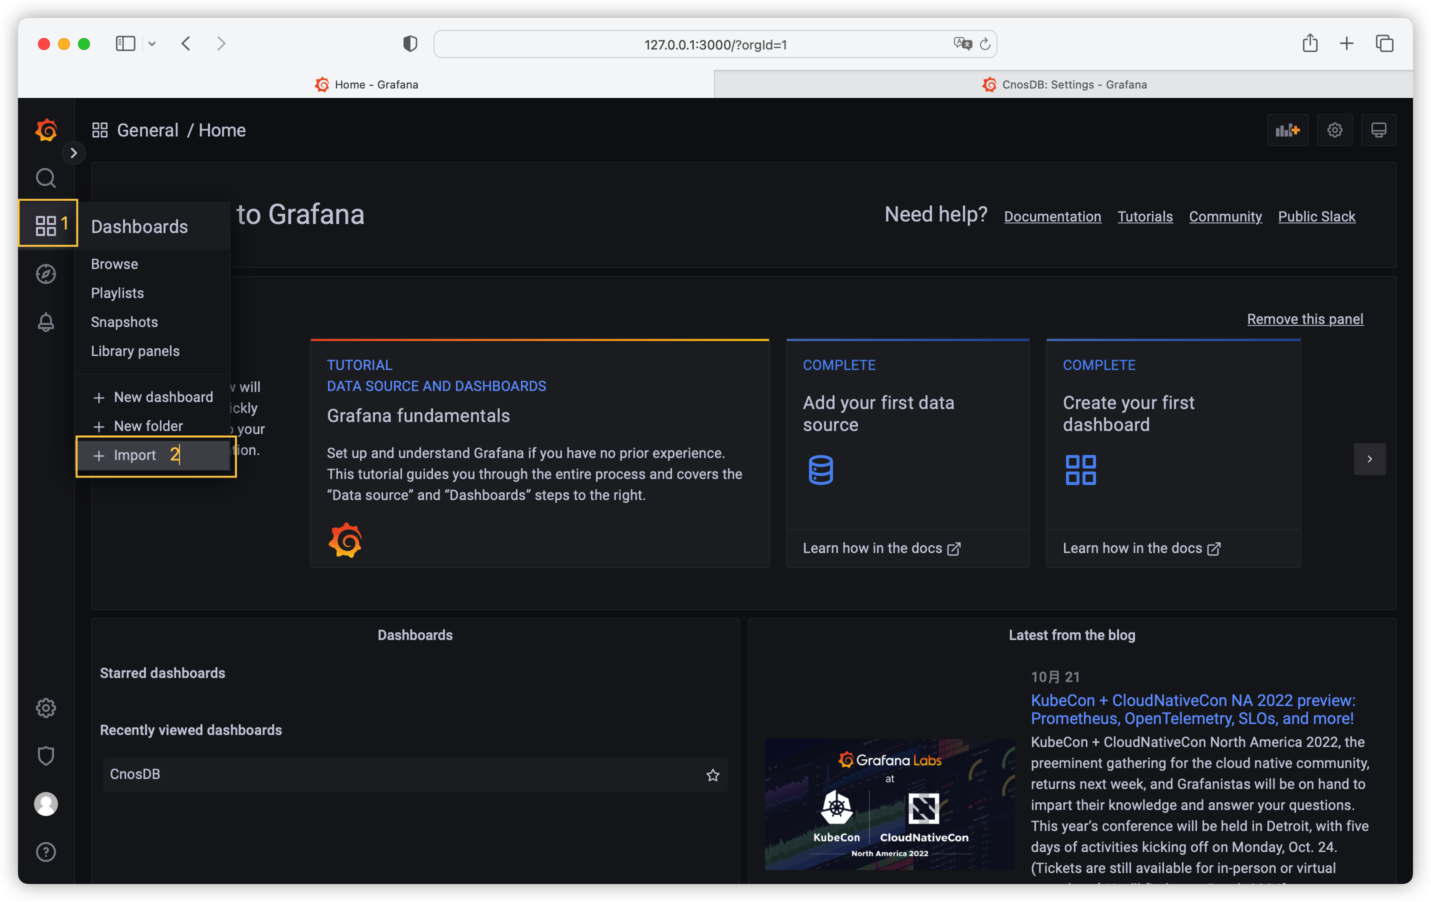 127.0.0.1:3000/?orgId=1
Home - Grafana
CnosDB: Settings - Grafana
General / Home
to Grafana
Need help?
Documentation
Tutorials
Community
Public Slack
1
Dashboards
Browse
Playlists
Snapshots
Library panels
+ New dashboard
+ New folder
+ Import 2
Remove this panel
will
your
TUTORIAL
DATA SOURCE AND DASHBOARDS
Grafana fundamentals
Set up and understand Grafana if you have no prior experience.
This tutorial guides you through the entire process and covers the
“Data source” and “Dashboards” steps to the right.
COMPLETE
Add your first data
source
Learn how in the docs
COMPLETE
Create your first
dashboard
Learn how in the docs
Dashboards
Starred dashboards
Recently viewed dashboards
CnosDB
Latest from the blog
10月 21
KubeCon + CloudNativeCon NA 2022 preview:
Prometheus, OpenTelemetry, SLOs, and more!
Grafana Labs
at
KubeCon
CloudNativeCon
North America 2022
KubeCon + CloudNativeCon North America 2022, the
preeminent gathering for the cloud native community,
returns next week, and Grafanistas will be on hand to
impart their knowledge and answer your questions.
This year’s conference will be held in Detroit, with five
days of activities kicking off on Monday, Oct. 24.
(Tickets are still available for in-person or virtual